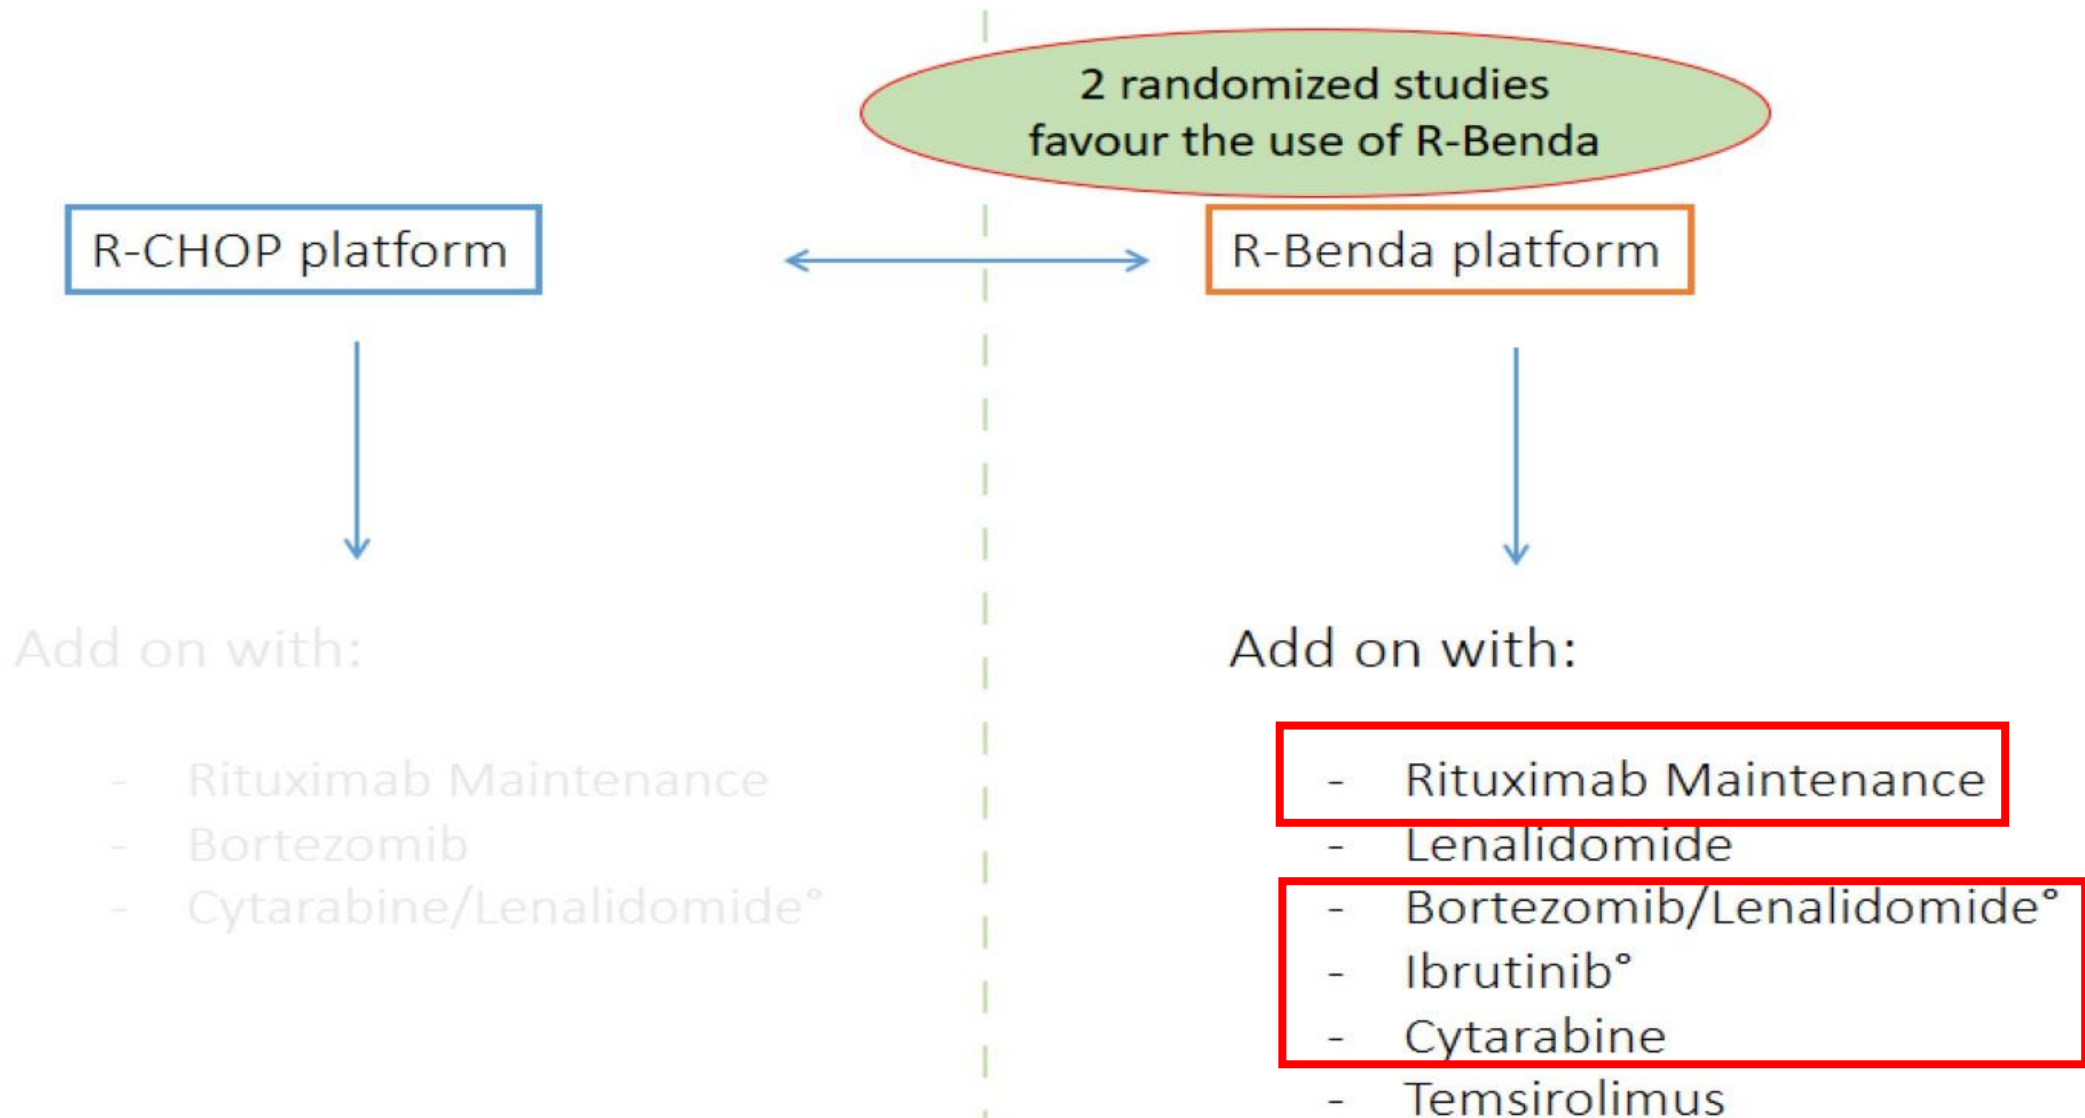 2 randomized studies
favour the use of R-Benda
R-CHOP platform
R-Benda platform
Add on with:
- Rituximab Maintenance
- Bortezomib
- Cytarabine/Lenalidomide°
Add on with:
- Rituximab Maintenance
- Lenalidomide
- Bortezomib/Lenalidomide°
- Ibrutinib°
- Cytarabine
- Temsirolimus